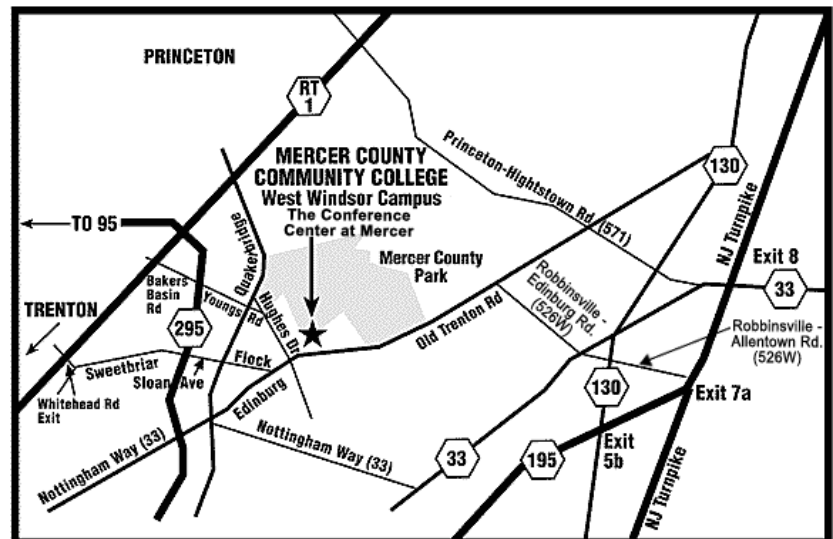 PRINCETON
RT
1
MERCER COUNTY
COMMUNITY COLLEGE
West Windsor Campus
The Conference
Center at Mercer
Princeton-Hightstown Rd. (571)
130
NJ Turnpike
TO 95
Quakerbridge
Mercer County
Park
Exit 8
33
Bakers
Basin
Rd
Youngs Rd
Hughes Dr
Old Trenton Rd
Robbinsville -
Edinburg Rd.
(526W)
TRENTON
295
Robbinsville -
Allentown Rd.
(526W)
Sweetbriar
Sloan Ave
Flock
Whitehead Rd
Exit
Edinburg
130
Exit 7a
Nottingham Way (33)
Nottingham Way (33)
33
195
Exit
5b
NJ Turnpike